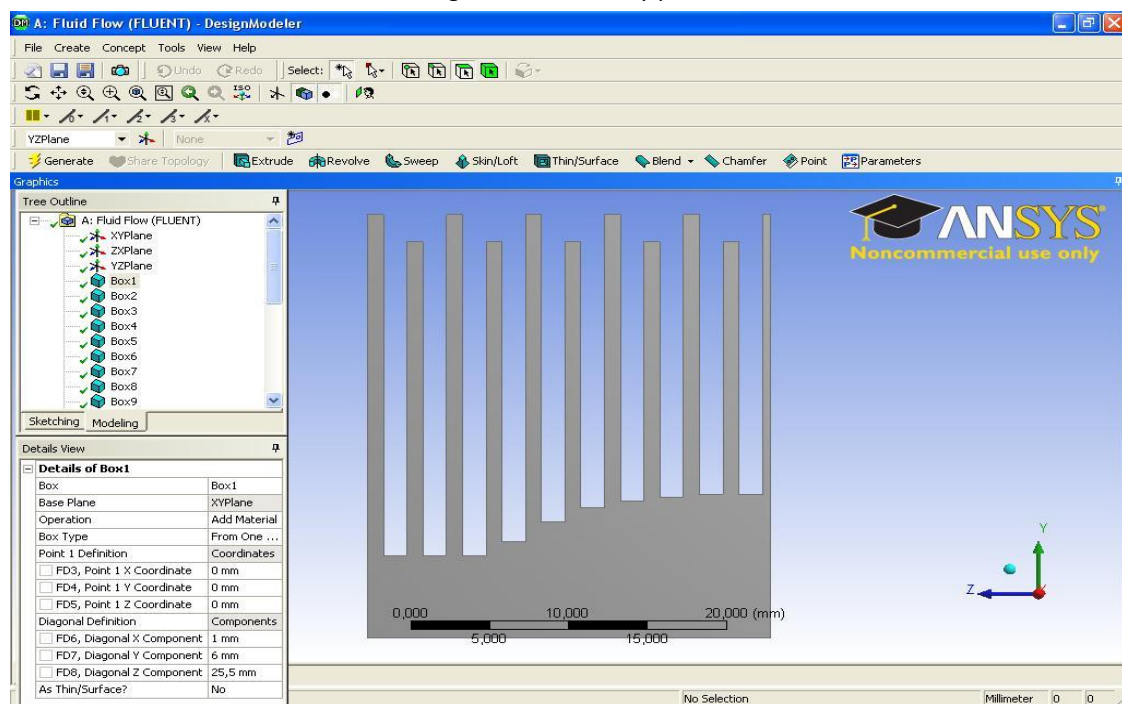 A: Fluid Flow (FLUENT) - DesignModeler
File Create Concept Tools View Help
Undo Redo Select:
YZPlane None
Generate Share Topology Extrude Revolve Sweep Skin/Loft Thin/Surface Blend Chamfer Point Parameters
Graphics
Tree Outline
A: Fluid Flow (FLUENT)
XYPlane
ZXPlane
YZPlane
Box1
Box2
Box3
Box4
Box5
Box6
Box7
Box8
Box9
Sketching Modeling
Details View
Details of Box1
Box Box1
Base Plane XYPlane
Operation Add Material
Box Type From One ...
Point 1 Definition Coordinates
FD3, Point 1 X Coordinate 0 mm
FD4, Point 1 Y Coordinate 0 mm
FD5, Point 1 Z Coordinate 0 mm
Diagonal Definition Components
FD6, Diagonal X Component 1 mm
FD7, Diagonal Y Component 6 mm
FD8, Diagonal Z Component 25,5 mm
As Thin/Surface? No
ANSYS
Noncommercial use only
Y
Z
0,000 10,000 20,000 (mm)
5,000 15,000
No Selection Millimeter 0 0